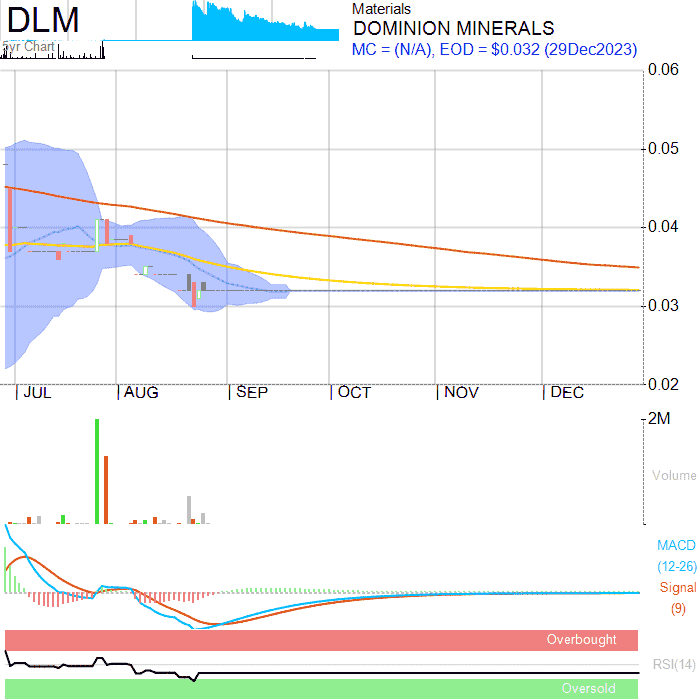 DLM
Materials
DOMINION MINERALS
MC = (N/A), EOD = $0.032 (29Dec2023)
5yr Chart
0.06
0.05
0.04
0.03
0.02
JUL AUG SEP OCT NOV DEC
2M
Volume
MACD
(12-26)
Signal
(9)
Overbought
RSI(14)
Oversold